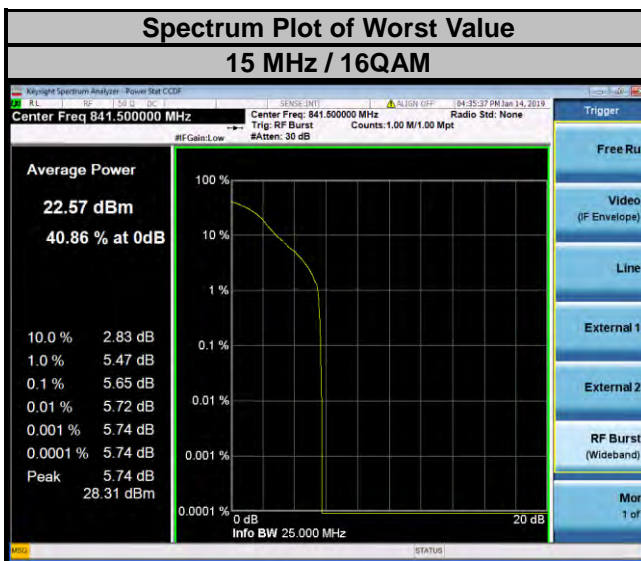 Spectrum Plot of Worst Value
15 MHz / 16QAM
Keysight Spectrum Analyzer - Power Stat CCDF
RL RF 50 Ω DC SENSE:INT ALIGN OFF 04:35:37 PM Jan 14, 2019
Center Freq 841.500000 MHz
Center Freq: 841.500000 MHz Radio Std: None
Trig: RF Burst Counts:1.00 M/1.00 Mpt
#IFGain:Low #Atten: 30 dB
Trigger
Free Ru
Video
(IF Envelope)
Line
External 1
External 2
RF Burst
(Wideband)
Mor
1 of
Average Power
22.57 dBm
40.86 % at 0dB
10.0 % 2.83 dB
1.0 % 5.47 dB
0.1 % 5.65 dB
0.01 % 5.72 dB
0.001 % 5.74 dB
0.0001 % 5.74 dB
Peak 5.74 dB
28.31 dBm
100 %
10 %
1 %
0.1 %
0.01 %
0.001 %
0.0001 %
0 dB 20 dB
Info BW 25.000 MHz
MSG STATUS